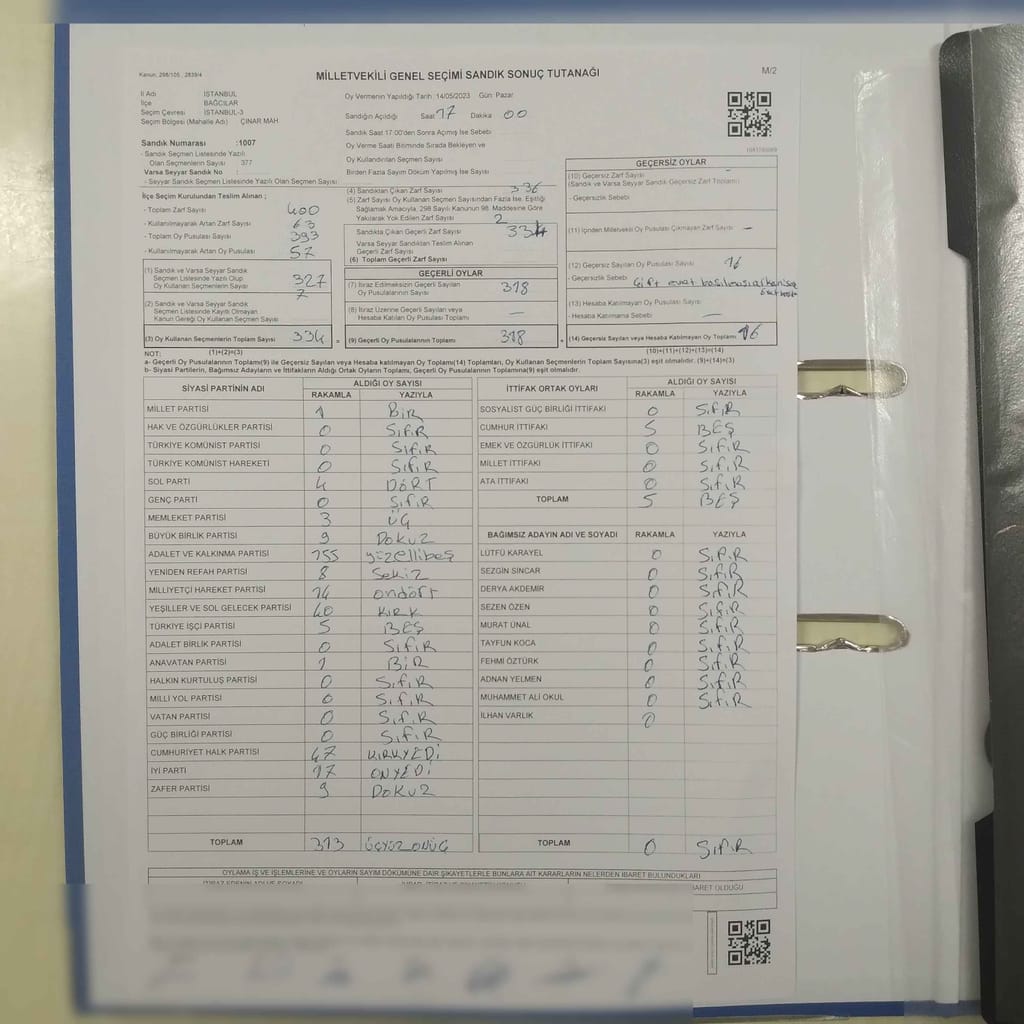 Kanun, 298/105 , 2839/4
MİLLETVEKİLİ GENEL SEÇİMİ SANDIK SONUÇ TUTANAĞI
M/2
İl Adı İSTANBUL
İlçe BAĞCILAR
Seçim Çevresi İSTANBUL-3
Seçim Bölgesi (Mahalle Adı) ÇINAR MAH
Sandık Numarası :1007
- Sandık Seçmen Listesinde Yazılı
Olan Seçmenlerin Sayısı 377
Varsa Seyyar Sandık No :
- Seyyar Sandık Seçmen Listesinde Yazılı Olan Seçmen Sayısı
İlçe Seçim Kurulundan Teslim Alınan ;
- Toplam Zarf Sayısı 400
- Kullanılmayarak Artan Zarf Sayısı 63
- Toplam Oy Pusulası Sayısı 393
- Kullanılmayarak Artan Oy Pusulası 57
(1) Sandık ve Varsa Seyyar Sandık
Seçmen Listesinde Yazılı Olup
Oy Kullanan Seçmenlerin Sayısı 327
(2) Sandık ve Varsa Seyyar Sandık 7
Seçmen Listesinde Kayıtlı Olmayan
Kanun Gereği Oy Kullanan Seçmen Sayısı
(3) Oy Kullanan Seçmenlerin Toplam Sayısı 334 =
(1)+(2)=(3)
Oy Vermenin Yapıldığı Tarih :14/05/2023 Gün :Pazar
Sandığın Açıldığı Saat 17 Dakika 00
Sandık Saat 17.00'den Sonra Açılmış İse Sebebi
Oy Verme Saati Bitiminde Sırada Bekleyen ve
Oy Kullandırılan Seçmen Sayısı
Birden Fazla Sayım Döküm Yapılmış İse Sayısı
(4) Sandıktan Çıkan Zarf Sayısı 336
(5) Zarf Sayısı Oy Kullanan Seçmen Sayısından Fazla İse, Eşitliği
Sağlamak Amacıyla, 298 Sayılı Kanunun 98. Maddesine Göre
Yakılarak Yok Edilen Zarf Sayısı 2
Sandıkta Çıkan Geçerli Zarf Sayısı 334
Varsa Seyyar Sandıktan Teslim Alınan
Geçerli Zarf Sayısı
(6) Toplam Geçerli Zarf Sayısı
GEÇERLİ OYLAR
(7) İtiraz Edilmeksizin Geçerli Sayılan
Oy Pusulalarının Sayısı 318
(8) İtiraz Üzerine Geçerli Sayılan veya
Hesaba Katılan Oy Pusulası Toplamı —
(9) Geçerli Oy Pusulalarının Toplamı 318 +
GEÇERSİZ OYLAR
(10) Geçersiz Zarf Sayısı
(Sandık ve Varsa Seyyar Sandık Geçersiz Zarf Toplamı)
- Geçersizlik Sebebi
(11) İçinden Milletvekili Oy Pusulası Çıkmayan Zarf Sayısı —
(12) Geçersiz Sayılan Oy Pusulası Sayısı 16
- Geçersizlik Sebebi
(13) Hesaba Katılmayan Oy Pusulası Sayısı
- Hesaba Katılmama Sebebi —
(14) Geçersiz Sayılan veya Hesaba Katılmayan Oy Toplamı 16
(10)+(11)+(12)+(13)=(14)
NOT:
a- Geçerli Oy Pusulalarının Toplamı(9) ile Geçersiz Sayılan veya Hesaba katılmayan Oy Toplamı(14) Toplamları, Oy Kullanan Seçmenlerin Toplam Sayısına(3) eşit olmalıdır. (9)+(14)=(3)
b- Siyasi Partilerin, Bağımsız Adayların ve İttifakların Aldığı Ortak Oyların Toplamı, Geçerli Oy Pusulalarının Toplamına(9) eşit olmalıdır.
SİYASİ PARTİNİN ADI ALDIĞI OY SAYISI
RAKAMLA YAZIYLA
MİLLET PARTİSİ 1 BİR
HAK VE ÖZGÜRLÜKLER PARTİSİ 0 SıfıR
TÜRKİYE KOMÜNİST PARTİSİ 0 SıfıR
TÜRKİYE KOMÜNİST HAREKETİ 0 SıfıR
SOL PARTİ 4 DÖRT
GENÇ PARTİ 0 SıfıR
MEMLEKET PARTİSİ 3 ÜÇ
BÜYÜK BİRLİK PARTİSİ 9 DOKUZ
ADALET VE KALKINMA PARTİSİ 155 yüzellibeş
YENİDEN REFAH PARTİSİ 8 Sekiz
MİLLİYETÇİ HAREKET PARTİSİ 14 ondört
YEŞİLLER VE SOL GELECEK PARTİSİ 40 KIRK
TÜRKİYE İŞÇİ PARTİSİ 5 BEŞ
ADALET BİRLİK PARTİSİ 0 SıfıR
ANAVATAN PARTİSİ 1 BİR
HALKIN KURTULUŞ PARTİSİ 0 SıfıR
MİLLİ YOL PARTİSİ 0 SıfıR
VATAN PARTİSİ 0 SıfıR
GÜÇ BİRLİĞİ PARTİSİ 0 SıfıR
CUMHURİYET HALK PARTİSİ 47 KIRKYEDİ
İYİ PARTİ 17 ONYEDİ
ZAFER PARTİSİ 9 DOKUZ
TOPLAM 313 ÜÇYÜZONÜÇ
İTTİFAK ORTAK OYLARI ALDIĞI OY SAYISI
RAKAMLA YAZIYLA
SOSYALİST GÜÇ BİRLİĞİ İTTİFAKI 0 SıfıR
CUMHUR İTTİFAKI 5 BEŞ
EMEK VE ÖZGÜRLÜK İTTİFAKI 0 SıfıR
MİLLET İTTİFAKI 0 SıfıR
ATA İTTİFAKI 0 SıfıR
TOPLAM 5 BEŞ
BAĞIMSIZ ADAYIN ADI VE SOYADI RAKAMLA YAZIYLA
LÜTFÜ KARAYEL 0 SıfıR
SEZGİN SİNCAR 0 SıfıR
DERYA AKDEMİR 0 SıfıR
SEZEN ÖZEN 0 SıfıR
MURAT ÜNAL 0 SıfıR
TAYFUN KOCA 0 SıfıR
FEHMİ ÖZTÜRK 0 SıfıR
ADNAN YELMEN 0 SıfıR
MUHAMMET ALİ OKUL 0 SıfıR
İLHAN VARLIK 0
TOPLAM 0 SıfıR
OYLAMA İŞ VE İŞLEMLERİNE VE OYLARIN SAYIM DÖKÜMÜNE DAİR ŞİKAYETLERLE BUNLARA AİT KARARLARIN NELERDEN İBARET BULUNDUKLARI